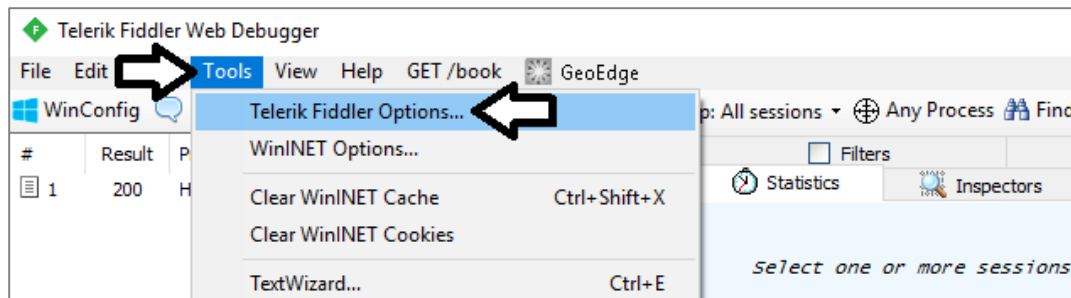 Telerik Fiddler Web Debugger
File Edit Tools View Help GET /book GeoEdge
WinConfig p: All sessions Any Process Find
Telerik Fiddler Options...
WinINET Options...
Clear WinINET Cache Ctrl+Shift+X
Clear WinINET Cookies
TextWizard... Ctrl+E
# Result P Filters
1 200 H Statistics Inspectors
Select one or more sessions